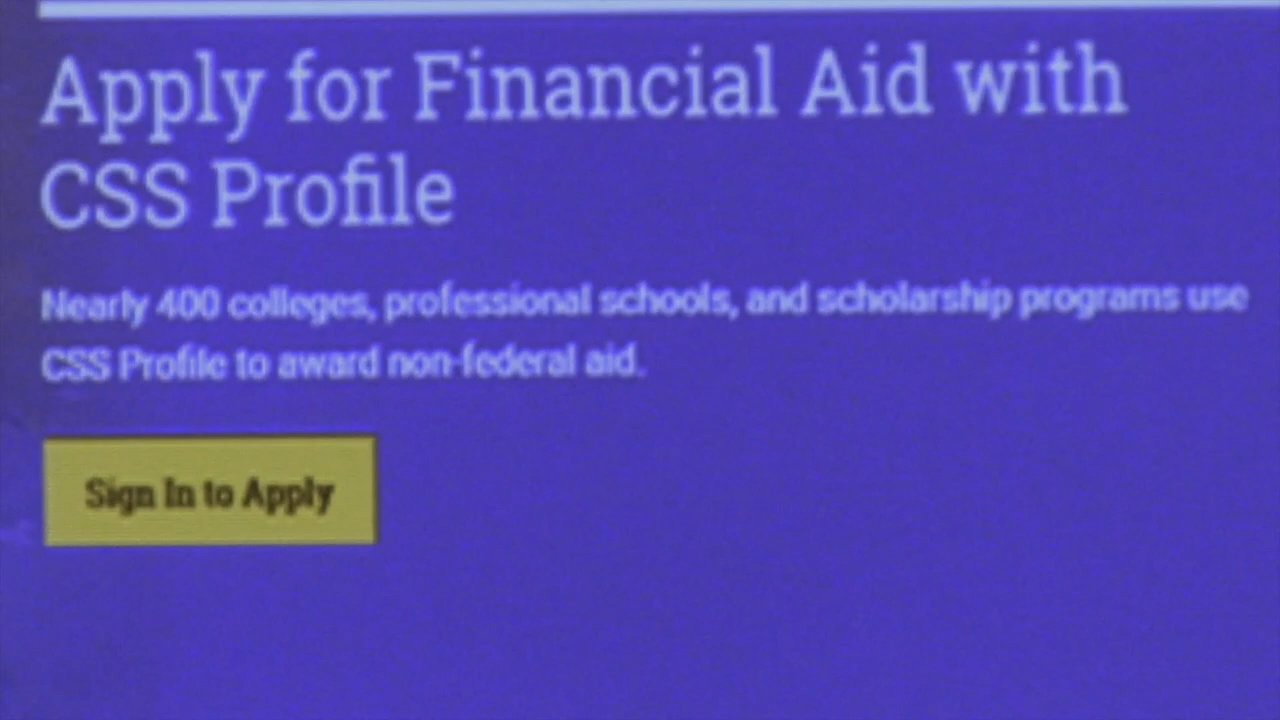 Apply for Financial Aid with
CSS Profile
Nearly 400 colleges, professional schools, and scholarship programs use
CSS Profile to award non-federal aid.
Sign In to Apply